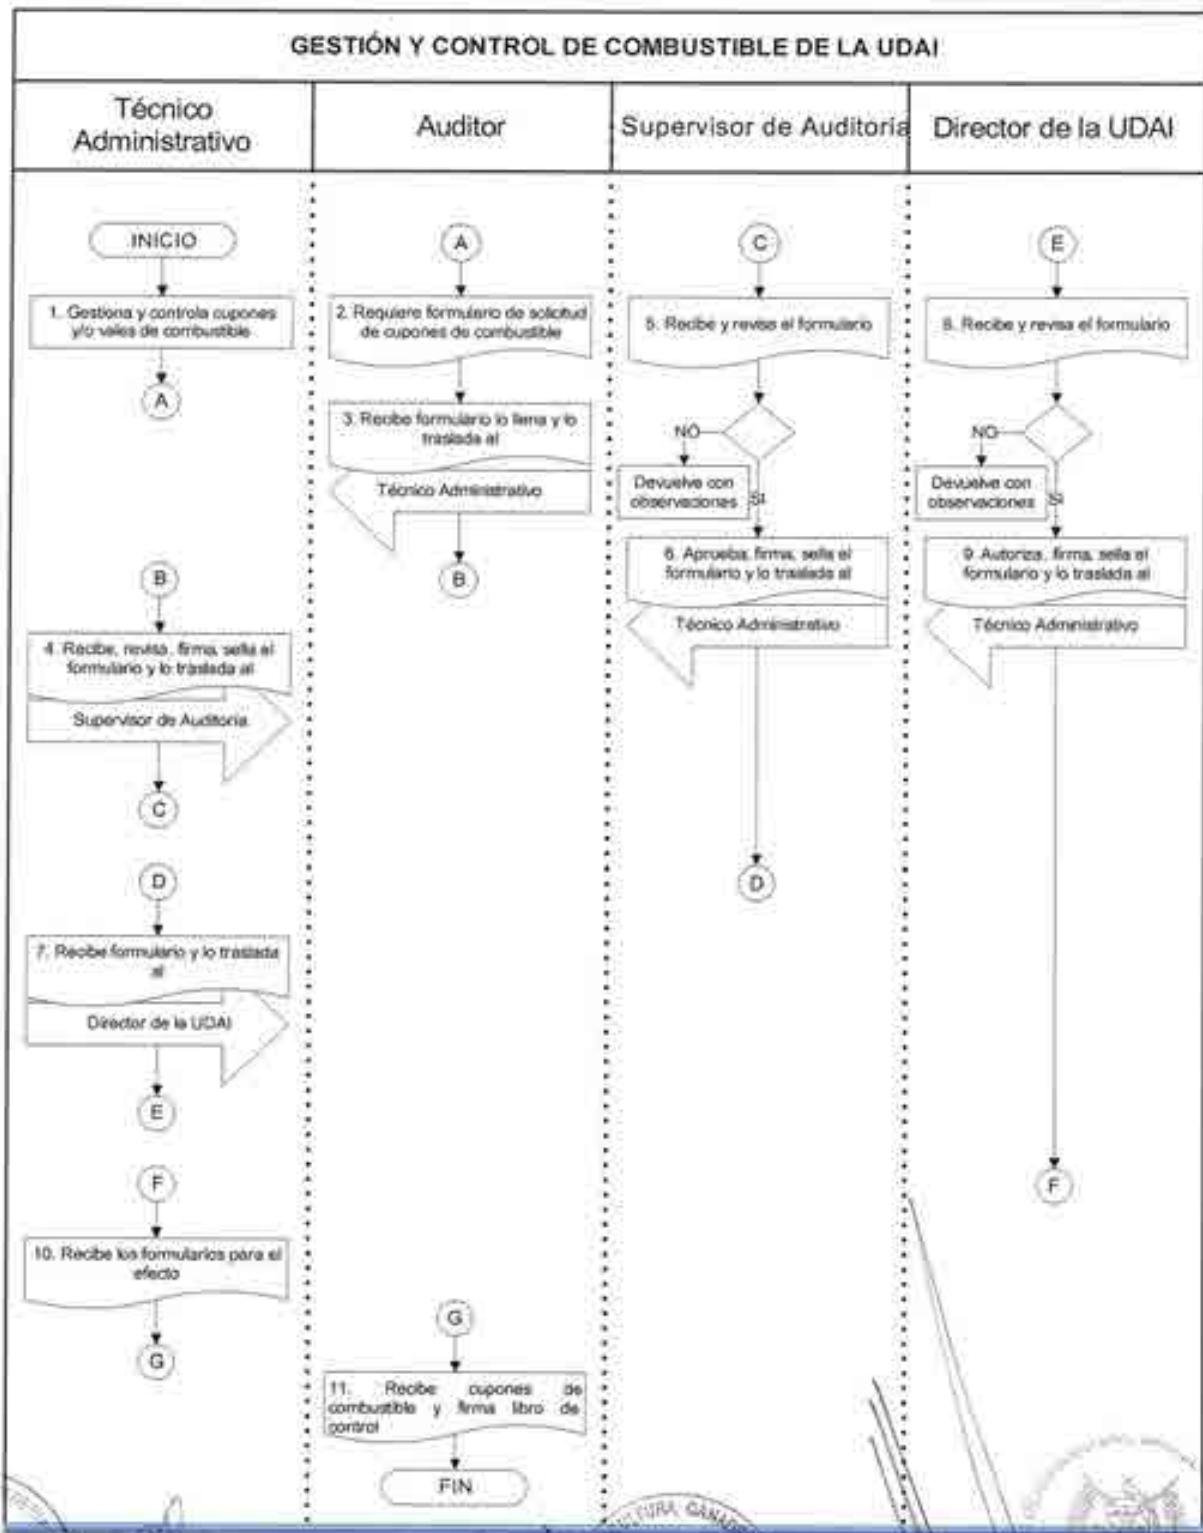 GESTIÓN Y CONTROL DE COMBUSTIBLE DE LA UDAI
Técnico
Administrativo
Auditor
Supervisor de Auditoría
Director de la UDAI
INICIO
1. Gestiona y controla cupones
y/o vales de combustible
A
B
4. Recibe, revisa, firma, sella el
formulario y lo traslada al
Supervisor de Auditoría
C
D
7. Recibe formulario y lo traslada
al
Director de la UDAI
E
F
10. Recibe los formularios para el
efecto
G
A
2. Requiere formulario de solicitud
de cupones de combustible
3. Recibe formulario lo llena y lo
traslada al
Técnico Administrativo
B
G
11. Recibe cupones de
combustible y firma libro de
control
FIN
C
5. Recibe y revisa el formulario
NO
Devuelve con
observaciones
SI
6. Aprueba, firma, sella el
formulario y lo traslada al
Técnico Administrativo
D
E
8. Recibe y revisa el formulario
NO
Devuelve con
observaciones
SI
9. Autoriza, firma, sella el
formulario y lo traslada al
Técnico Administrativo
F